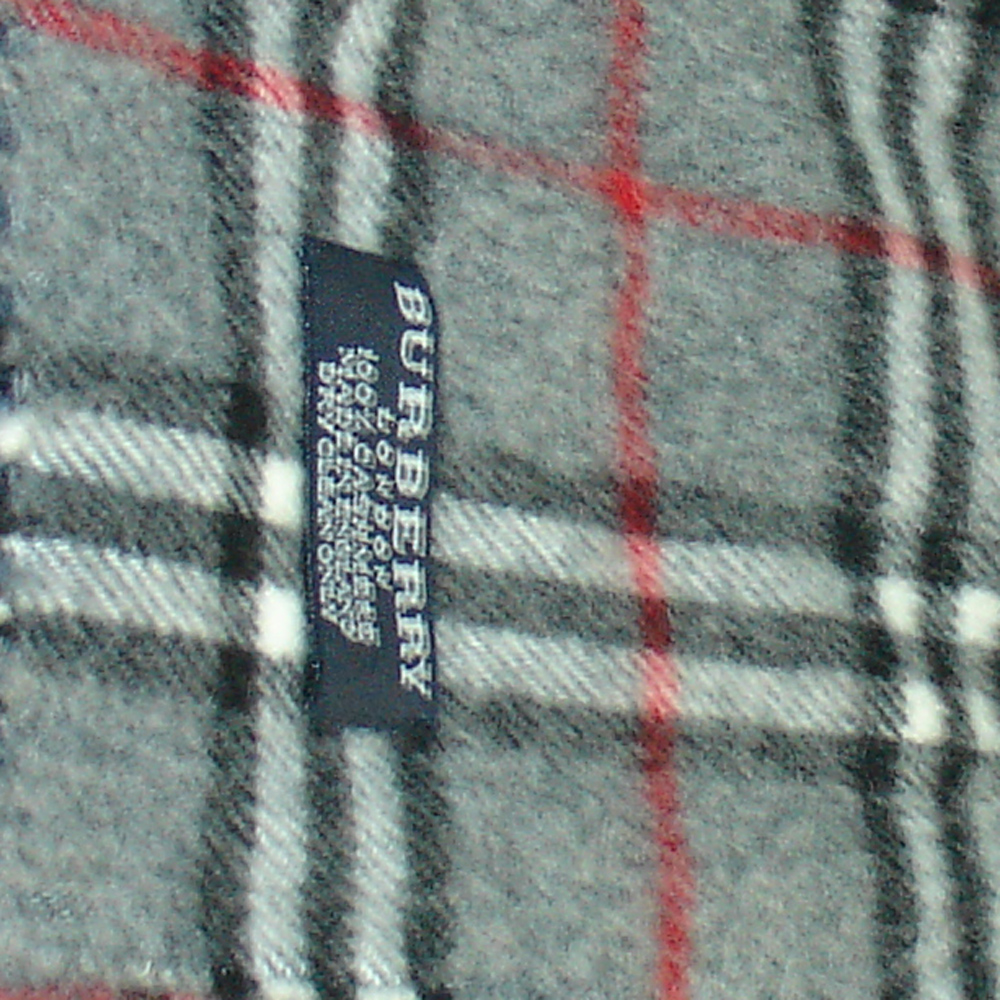 BURBERRY
LONDON
100% CASHMERE
MADE IN ENGLAND
DRY CLEAN ONLY